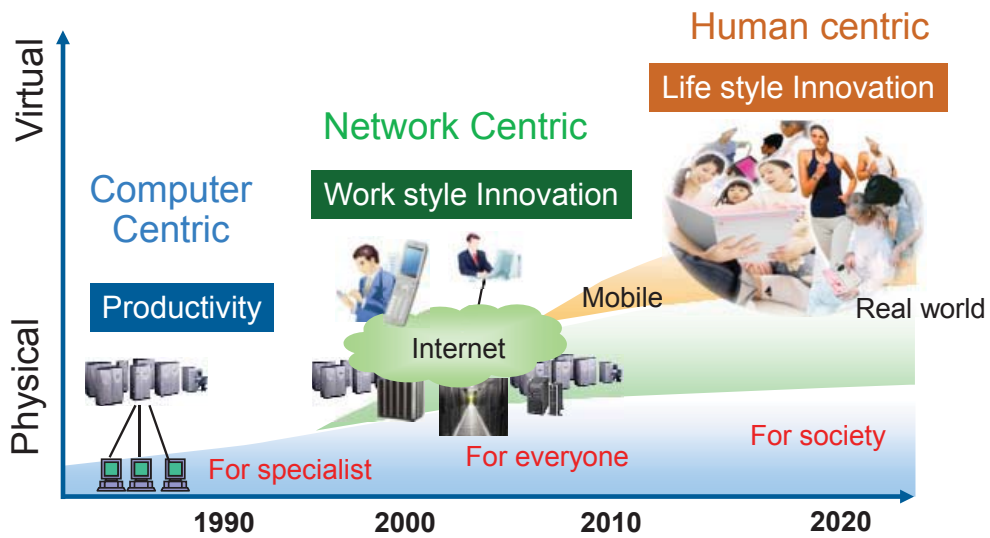 Human centric
Life style Innovation
Network Centric
Work style Innovation
Computer
Centric
Productivity
Virtual
Physical
Mobile
Real world
Internet
For specialist
For everyone
For society
1990
2000
2010
2020